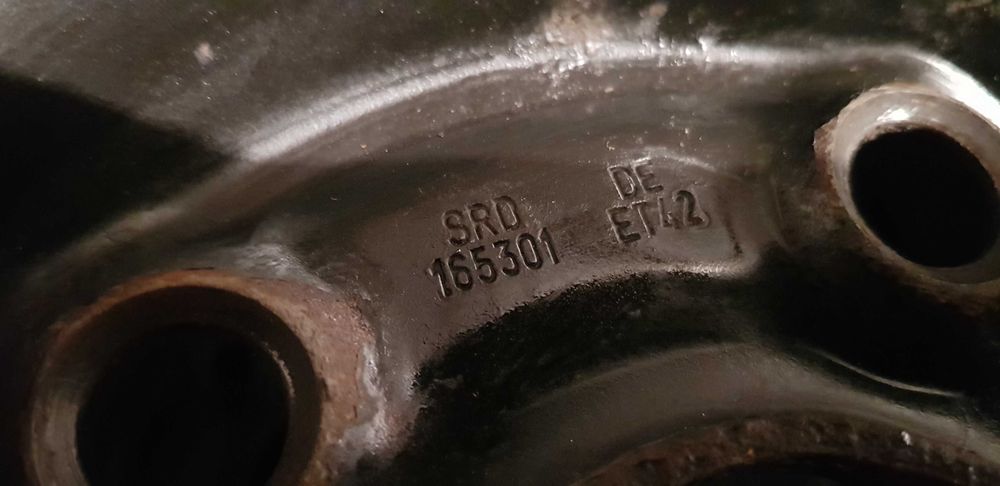 SRD
165301
DE
ET42